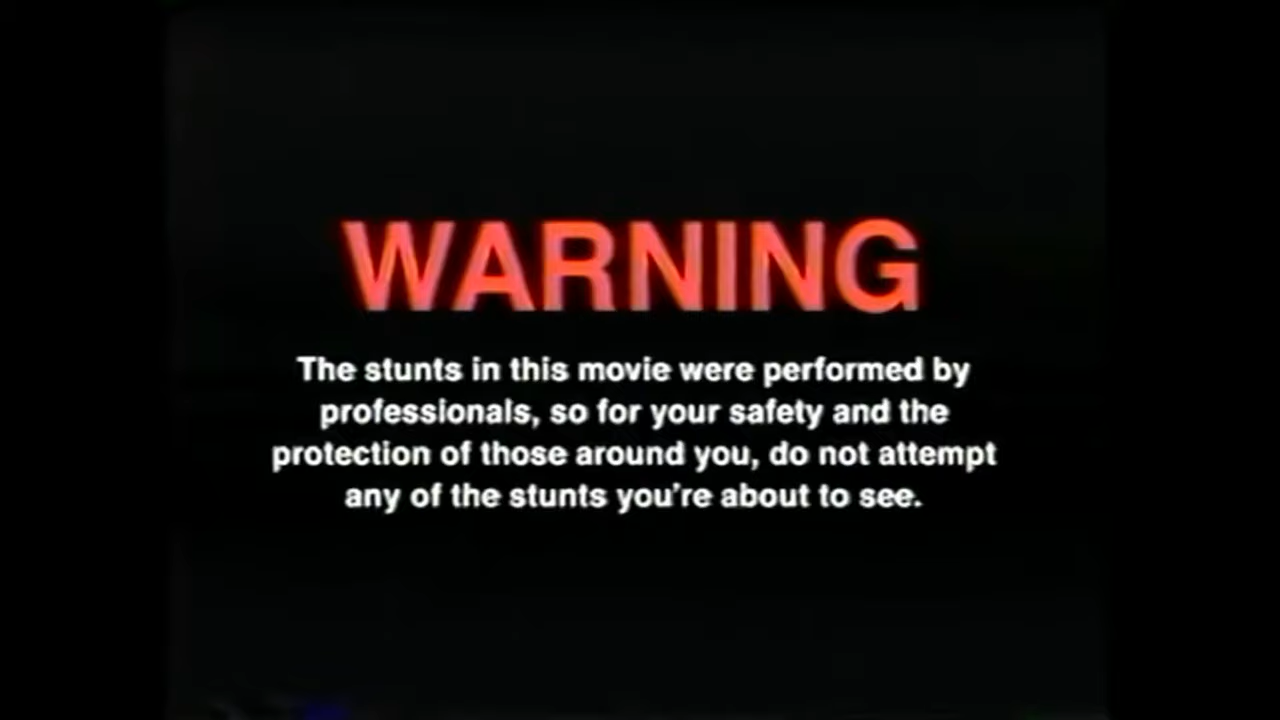 WARNING
The stunts in this movie were performed by
professionals, so for your safety and the
protection of those around you, do not attempt
any of the stunts you're about to see.